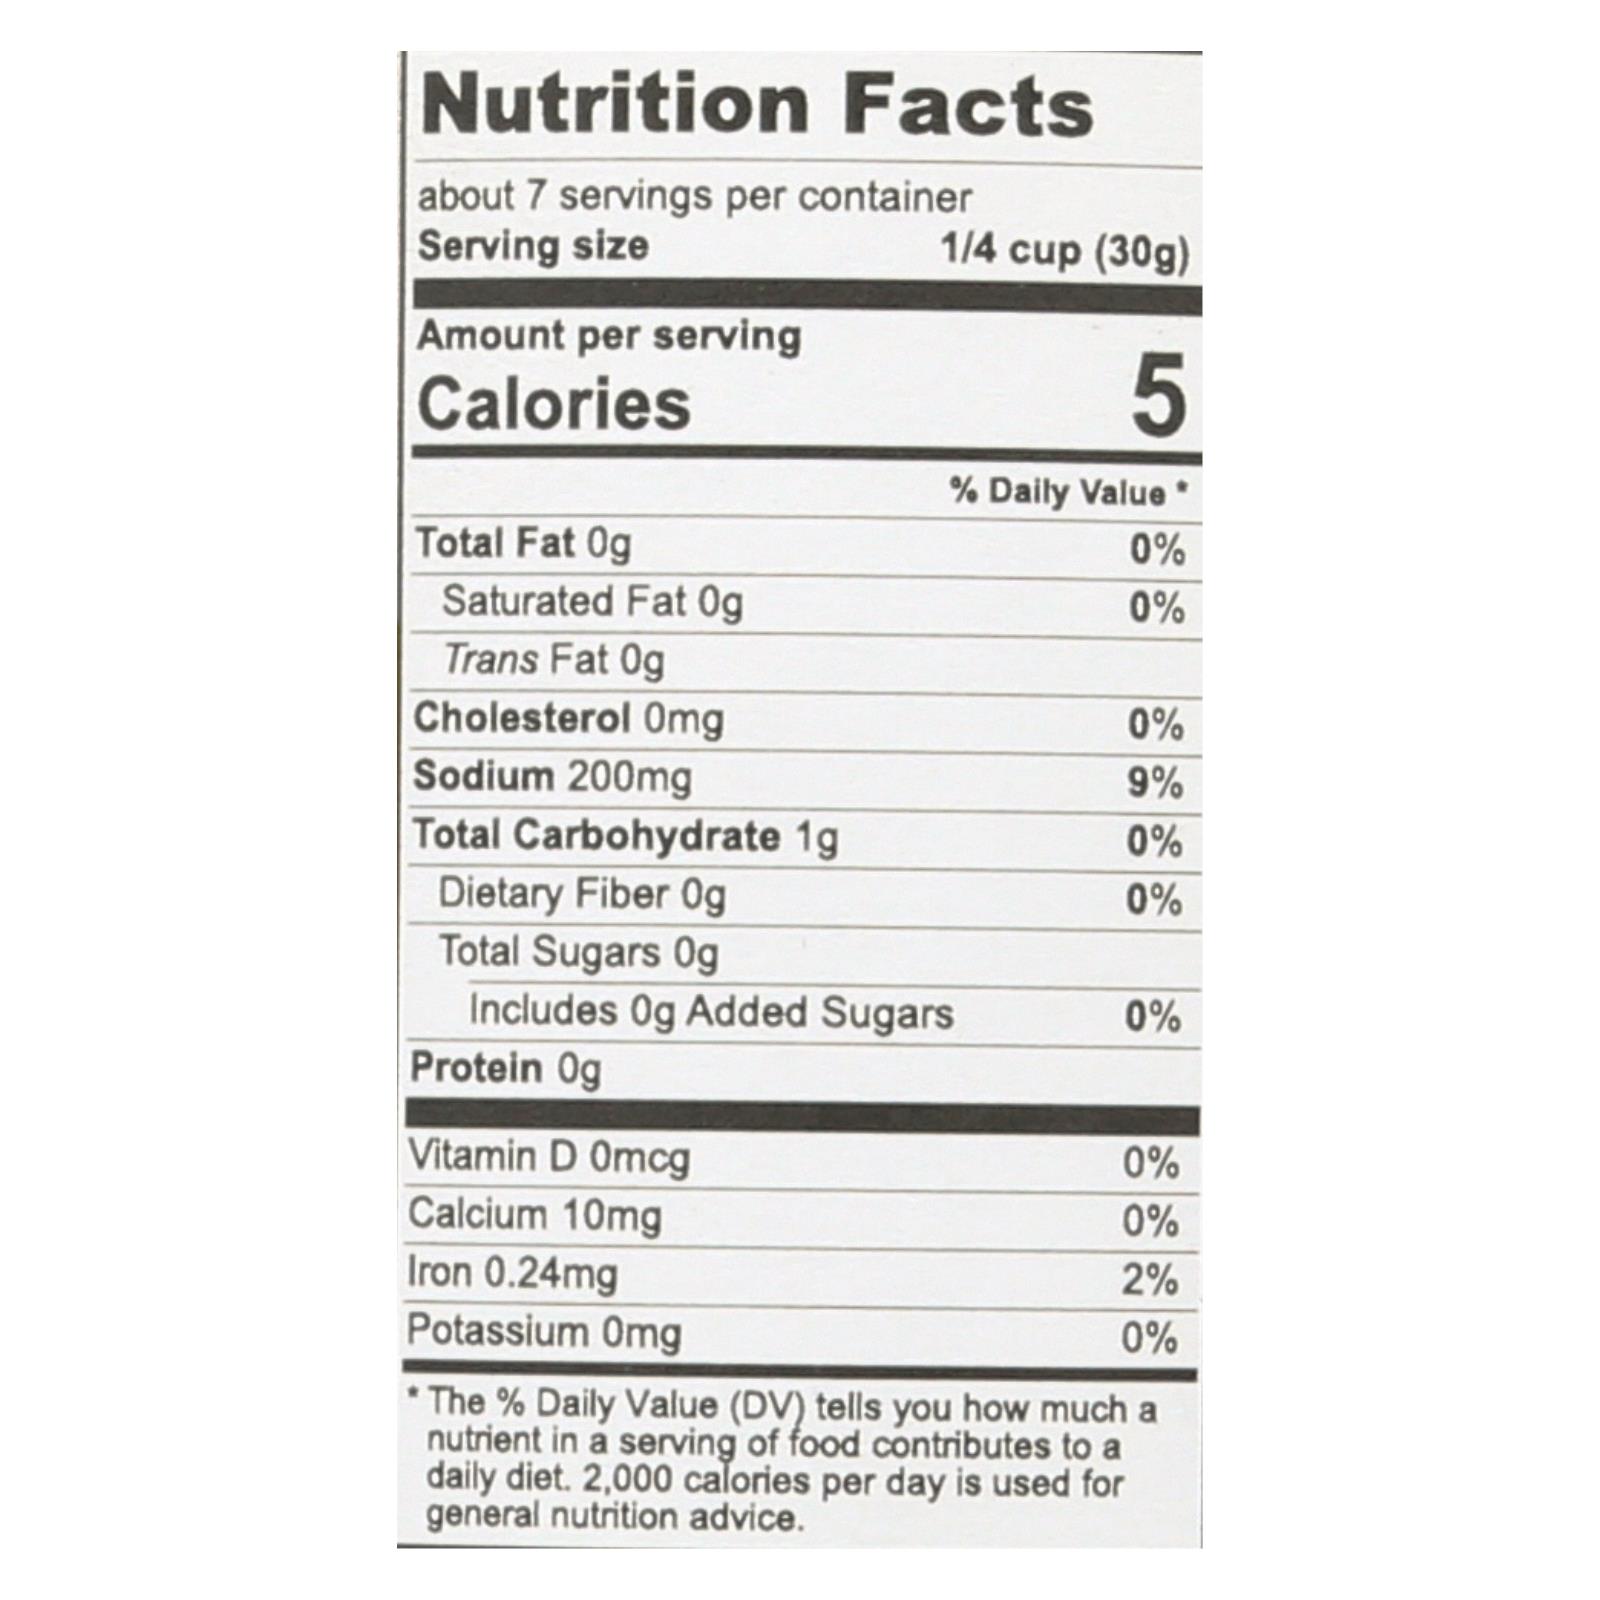 Nutrition Facts
about 7 servings per container
Serving size 1/4 cup (30g)
Amount per serving
Calories 5
% Daily Value *
Total Fat 0g 0%
Saturated Fat 0g 0%
Trans Fat 0g
Cholesterol 0mg 0%
Sodium 200mg 9%
Total Carbohydrate 1g 0%
Dietary Fiber 0g 0%
Total Sugars 0g
Includes 0g Added Sugars 0%
Protein 0g
Vitamin D 0mcg 0%
Calcium 10mg 0%
Iron 0.24mg 2%
Potassium 0mg 0%
* The % Daily Value (DV) tells you how much a
nutrient in a serving of food contributes to a
daily diet. 2,000 calories per day is used for
general nutrition advice.